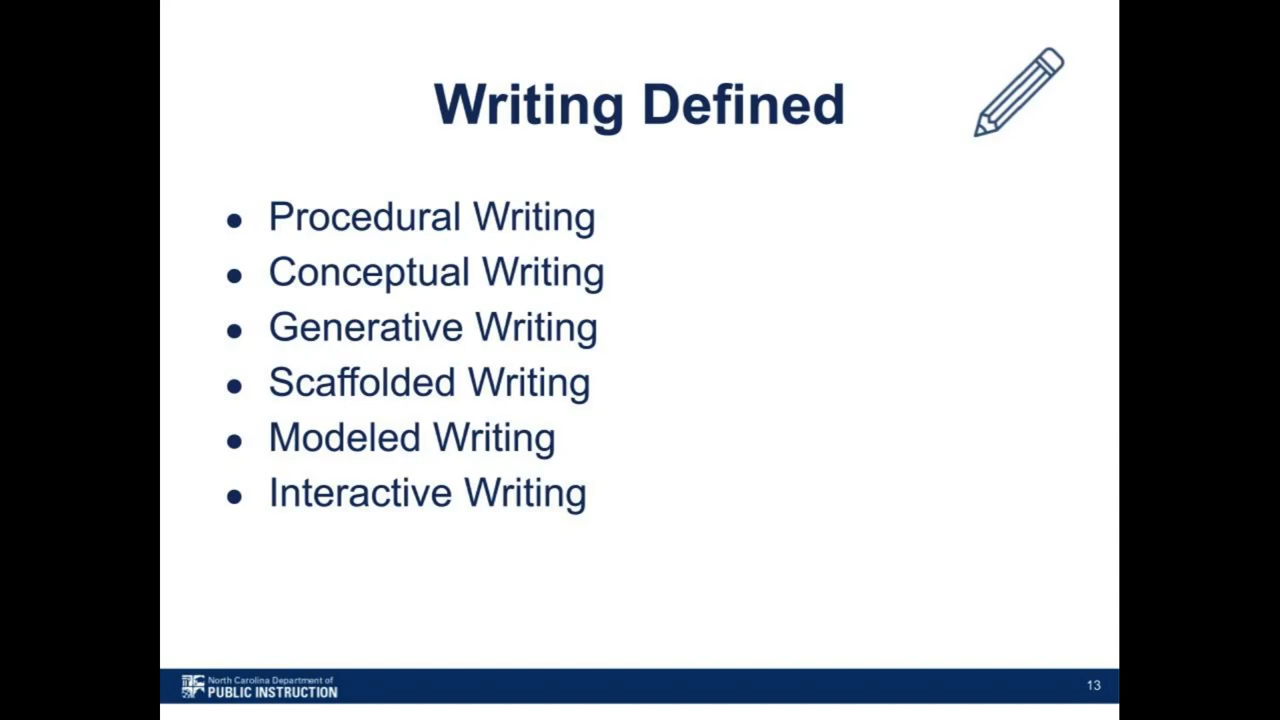 Writing Defined
● Procedural Writing
● Conceptual Writing
● Generative Writing
● Scaffolded Writing
● Modeled Writing
● Interactive Writing
North Carolina Department of
PUBLIC INSTRUCTION
13